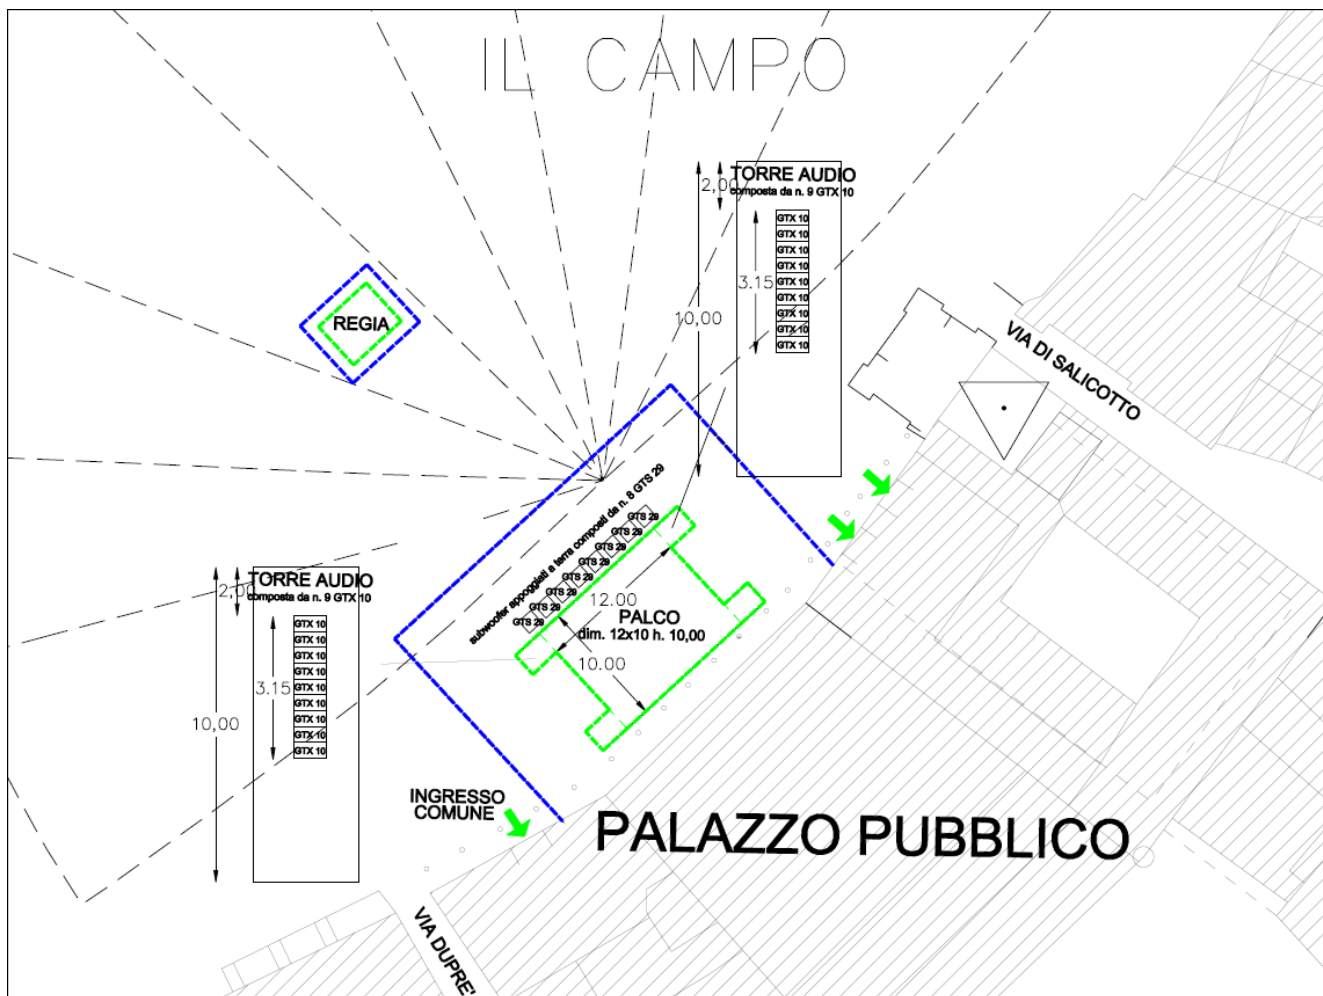 IL CAMPO
TORRE AUDIO
composta da n. 9 GTX 10
2,00
3.15
10,00
GTX 10
GTX 10
GTX 10
GTX 10
GTX 10
GTX 10
GTX 10
GTX 10
GTX 10
REGIA
VIA DI SALICOTTO
subwoofer appoggiati a terra composti da n. 8 GTS 29
GTS 29
GTS 29
GTS 29
GTS 29
GTS 29
GTS 29
GTS 29
GTS 29
12.00
PALCO
dim. 12x10 h. 10,00
10.00
TORRE AUDIO
composta da n. 9 GTX 10
2,00
3.15
10,00
GTX 10
GTX 10
GTX 10
GTX 10
GTX 10
GTX 10
GTX 10
GTX 10
GTX 10
INGRESSO
COMUNE
PALAZZO PUBBLICO
VIA DUPRE'